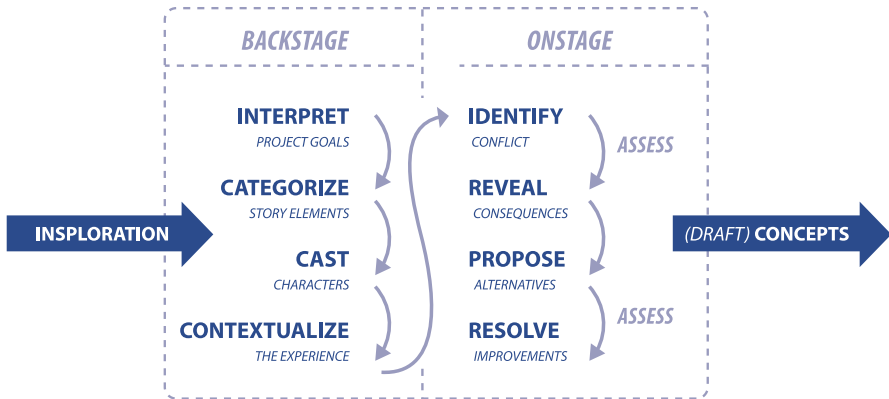 BACKSTAGE
ONSTAGE
INTERPRET
PROJECT GOALS
CATEGORIZE
STORY ELEMENTS
CAST
CHARACTERS
CONTEXTUALIZE
THE EXPERIENCE
IDENTIFY
CONFLICT
REVEAL
CONSEQUENCES
PROPOSE
ALTERNATIVES
RESOLVE
IMPROVEMENTS
ASSESS
ASSESS
INSPLORATION
(DRAFT) CONCEPTS